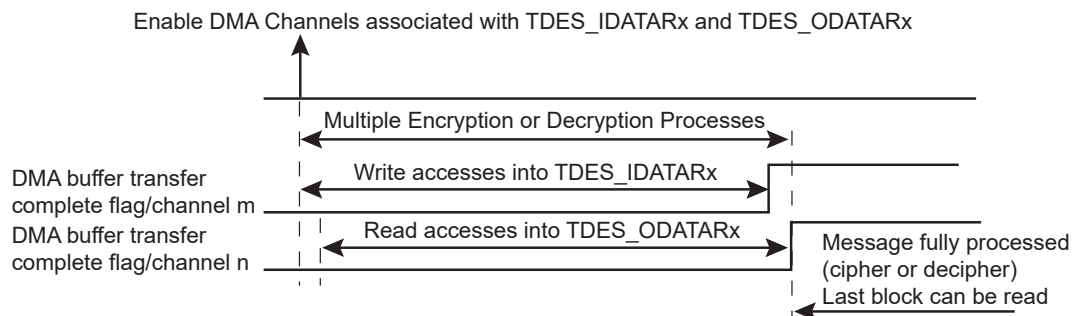 Enable DMA Channels associated with TDES_IDATARx and TDES_ODATARx
Multiple Encryption or Decryption Processes
Write accesses into TDES_IDATARx
DMA buffer transfer
complete flag/channel m
Read accesses into TDES_ODATARx
DMA buffer transfer
complete flag/channel n
Message fully processed
(cipher or decipher)
Last block can be read